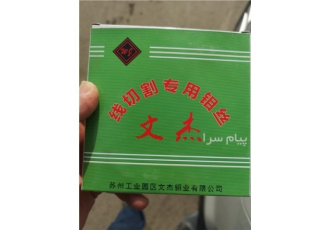 线切割专用钼丝
文杰
پیام سرا
苏州工业园区文杰钼业有限公司